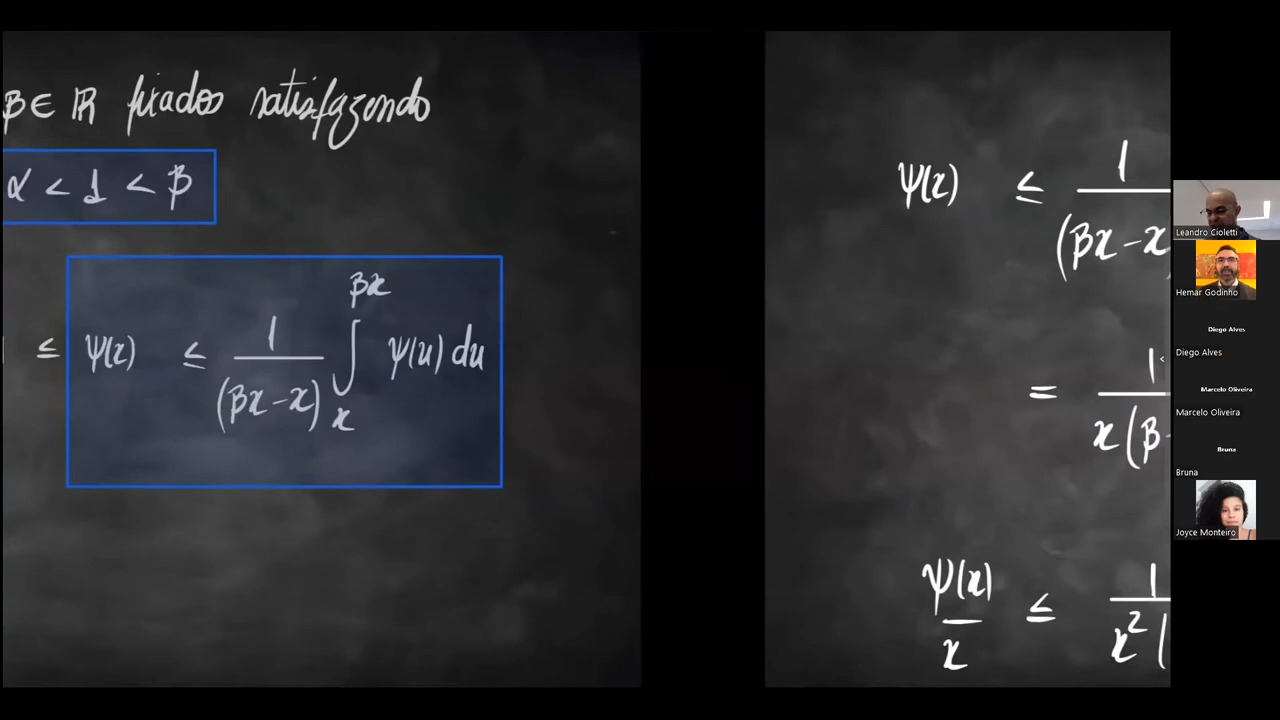 β ∈ ℝ fixados satisfazendo
α < 1 < β
≤ ψ(x) ≤ 1/(βx - x) ∫_x^{βx} ψ(u) du
ψ(x) ≤ 1/(βx - x
= 1/x(β -
ψ(x)/x ≤ 1/x²(
Leandro Cioletti
Hemar Godinho
Diego Alves
Diego Alves
Marcelo Oliveira
Marcelo Oliveira
Bruna
Bruna
Joyce Monteiro